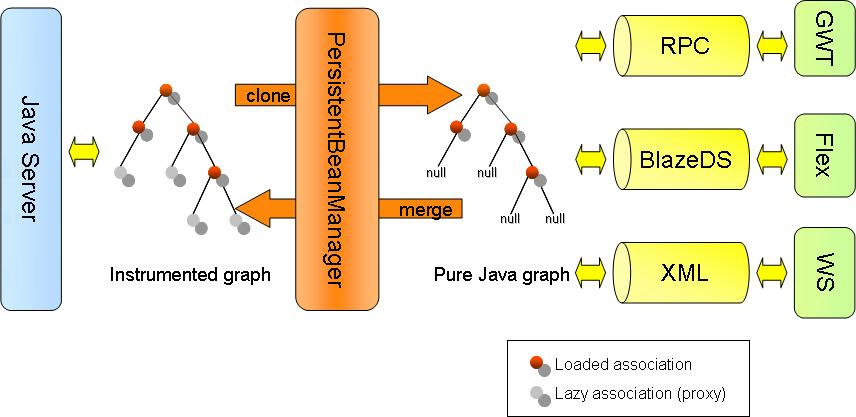 Java Server
Instrumented graph
clone
merge
PersistentBeanManager
null
null
null
null
Pure Java graph
RPC
GWT
BlazeDS
Flex
XML
WS
Loaded association
Lazy association (proxy)